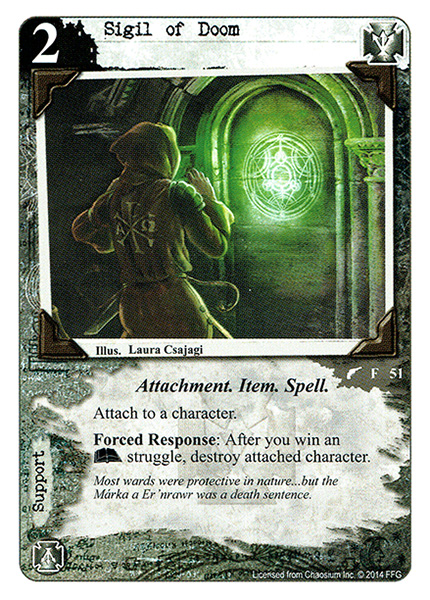 2
Sigil of Doom
Illus. Laura Csajagi
F 51
Attachment. Item. Spell.
Attach to a character.
Forced Response: After you win an
struggle, destroy attached character.
Most wards were protective in nature...but the
Márka a Er'nrawr was a death sentence.
Support
Licensed from Chaosium Inc. © 2014 FFG